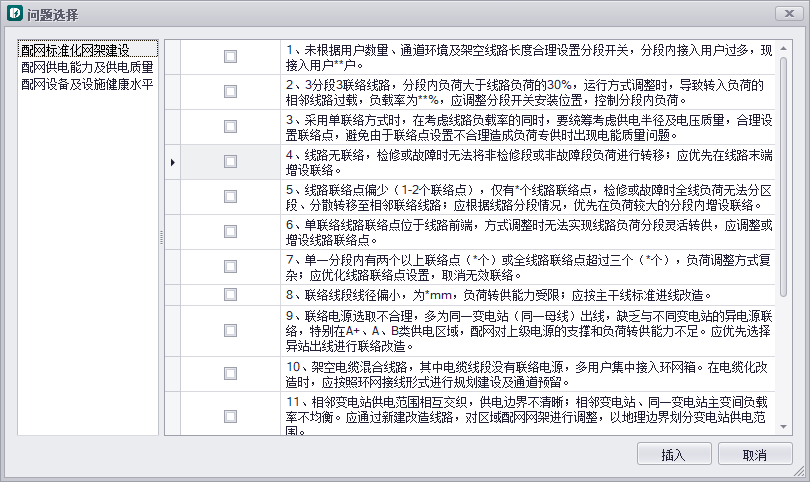 问题选择
配网标准化网架建设
配网供电能力及供电质量
配网设备及设施健康水平
1、未根据用户数量、通道环境及架空线路长度合理设置分段开关，分段内接入用户过多，现
接入用户**户。
2、3分段3联络线路，分段内负荷大于线路负荷的30%，运行方式调整时，导致转入负荷的
相邻线路过载，负载率为**%，应调整分段开关安装位置，控制分段内负荷。
3、采用单联络方式时，在考虑线路负载率的同时，要统筹考虑供电半径及电压质量，合理设
置联络点，避免由于联络点设置不合理造成负荷专供时出现电能质量问题。
4、线路无联络，检修或故障时无法将非检修段或非故障段负荷进行转移；应优先在线路末端
增设联络。
5、线路联络点偏少（1-2个联络点），仅有*个线路联络点，检修或故障时全线负荷无法分区
段、分散转移至相邻联络线路；应根据线路分段情况，优先在负荷较大的分段内增设联络。
6、单联络线路联络点位于线路前端，方式调整时无法实现线路负荷分段灵活转供，应调整或
增设线路联络点。
7、单一分段内有两个以上联络点（*个）或全线路联络点超过三个（*个），负荷调整方式复
杂；应优化线路联络点设置，取消无效联络。
8、联络线段线径偏小，为*mm，负荷转供能力受限；应按主干线标准进线改造。
9、联络电源选取不合理，多为同一变电站（同一母线）出线，缺乏与不同变电站的异电源联
络，特别在A+、A、B类供电区域，配网对上级电源的支撑和负荷转供能力不足。应优先选择
异站出线进行联络改造。
10、架空电缆混合线路，其中电缆线段没有联络电源，多用户集中接入环网箱。在电缆化改
造时，应按照环网接线形式进行规划建设及通道预留。
11、相邻变电站供电范围相互交织，供电边界不清晰；相邻变电站、同一变电站主变间负载
率不均衡。应通过新建改造线路，对区域配网网架进行调整，以地理边界划分变电站供电范
围。
插入
取消